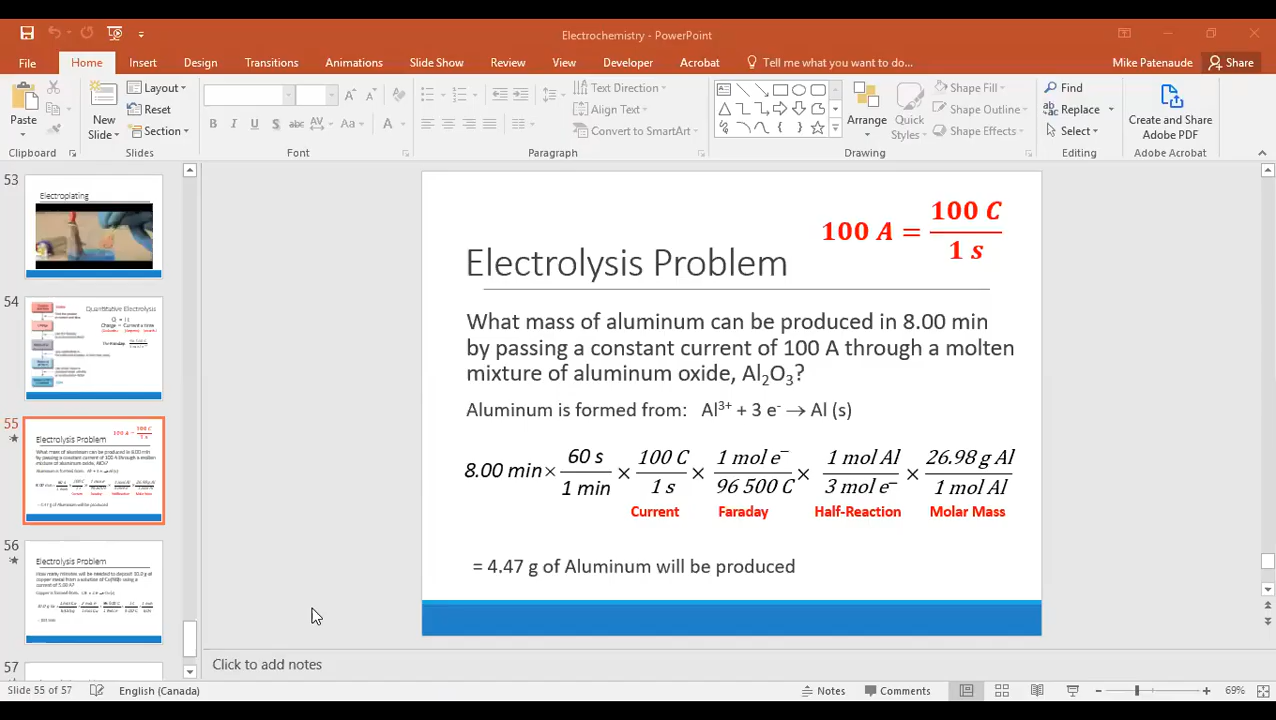 Electrochemistry - PowerPoint
File Home Insert Design Transitions Animations Slide Show Review View Developer Acrobat Tell me what you want to do... Mike Patenaude Share
Paste
New Slide
Layout
Reset
Section
Text Direction
Align Text
Convert to SmartArt
Arrange
Quick Styles
Shape Fill
Shape Outline
Shape Effects
Find
Replace
Select
Create and Share Adobe PDF
Clipboard Slides Font Paragraph Drawing Editing Adobe Acrobat
53
Electroplating
54
Quantitative Electrolysis
55
Electrolysis Problem
56
Electrolysis Problem
57
100 A = 100 C / 1 s
Electrolysis Problem
What mass of aluminum can be produced in 8.00 min
by passing a constant current of 100 A through a molten
mixture of aluminum oxide, Al₂O₃?
Aluminum is formed from: Al³⁺ + 3 e⁻ → Al (s)
8.00 min × 60 s / 1 min × 100 C / 1 s × 1 mol e⁻ / 96 500 C × 1 mol Al / 3 mol e⁻ × 26.98 g Al / 1 mol Al
Current Faraday Half-Reaction Molar Mass
= 4.47 g of Aluminum will be produced
Click to add notes
Slide 55 of 57 English (Canada) Notes Comments 69%